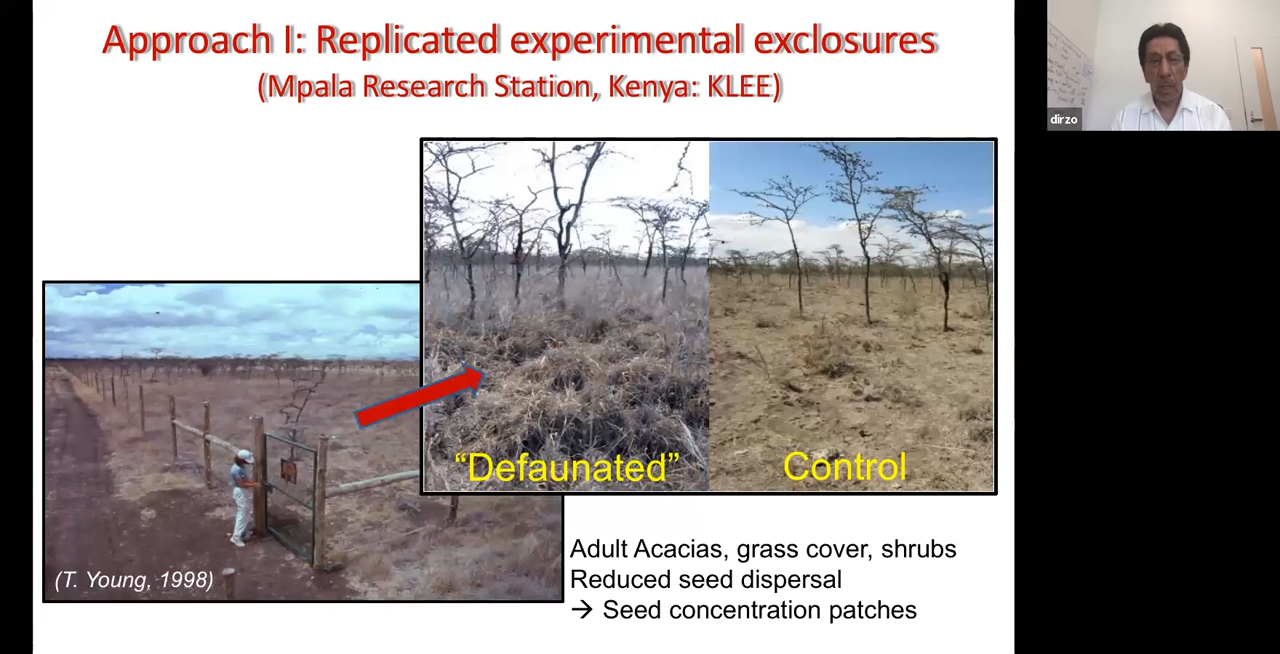 Approach I: Replicated experimental exclosures
(Mpala Research Station, Kenya: KLEE)
dirzo
"Defaunated"
Control
(T. Young, 1998)
Adult Acacias, grass cover, shrubs
Reduced seed dispersal
→ Seed concentration patches